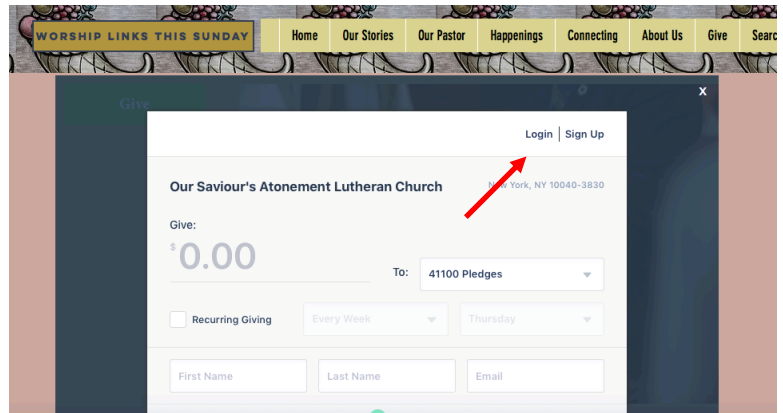 WORSHIP LINKS THIS SUNDAY Home Our Stories Our Pastor Happenings Connecting About Us Give Searc
Give
X
Login | Sign Up
Our Saviour's Atonement Lutheran Church New York, NY 10040-3830
Give:
$0.00
To: 41100 Pledges
Recurring Giving Every Week Thursday
First Name Last Name Email